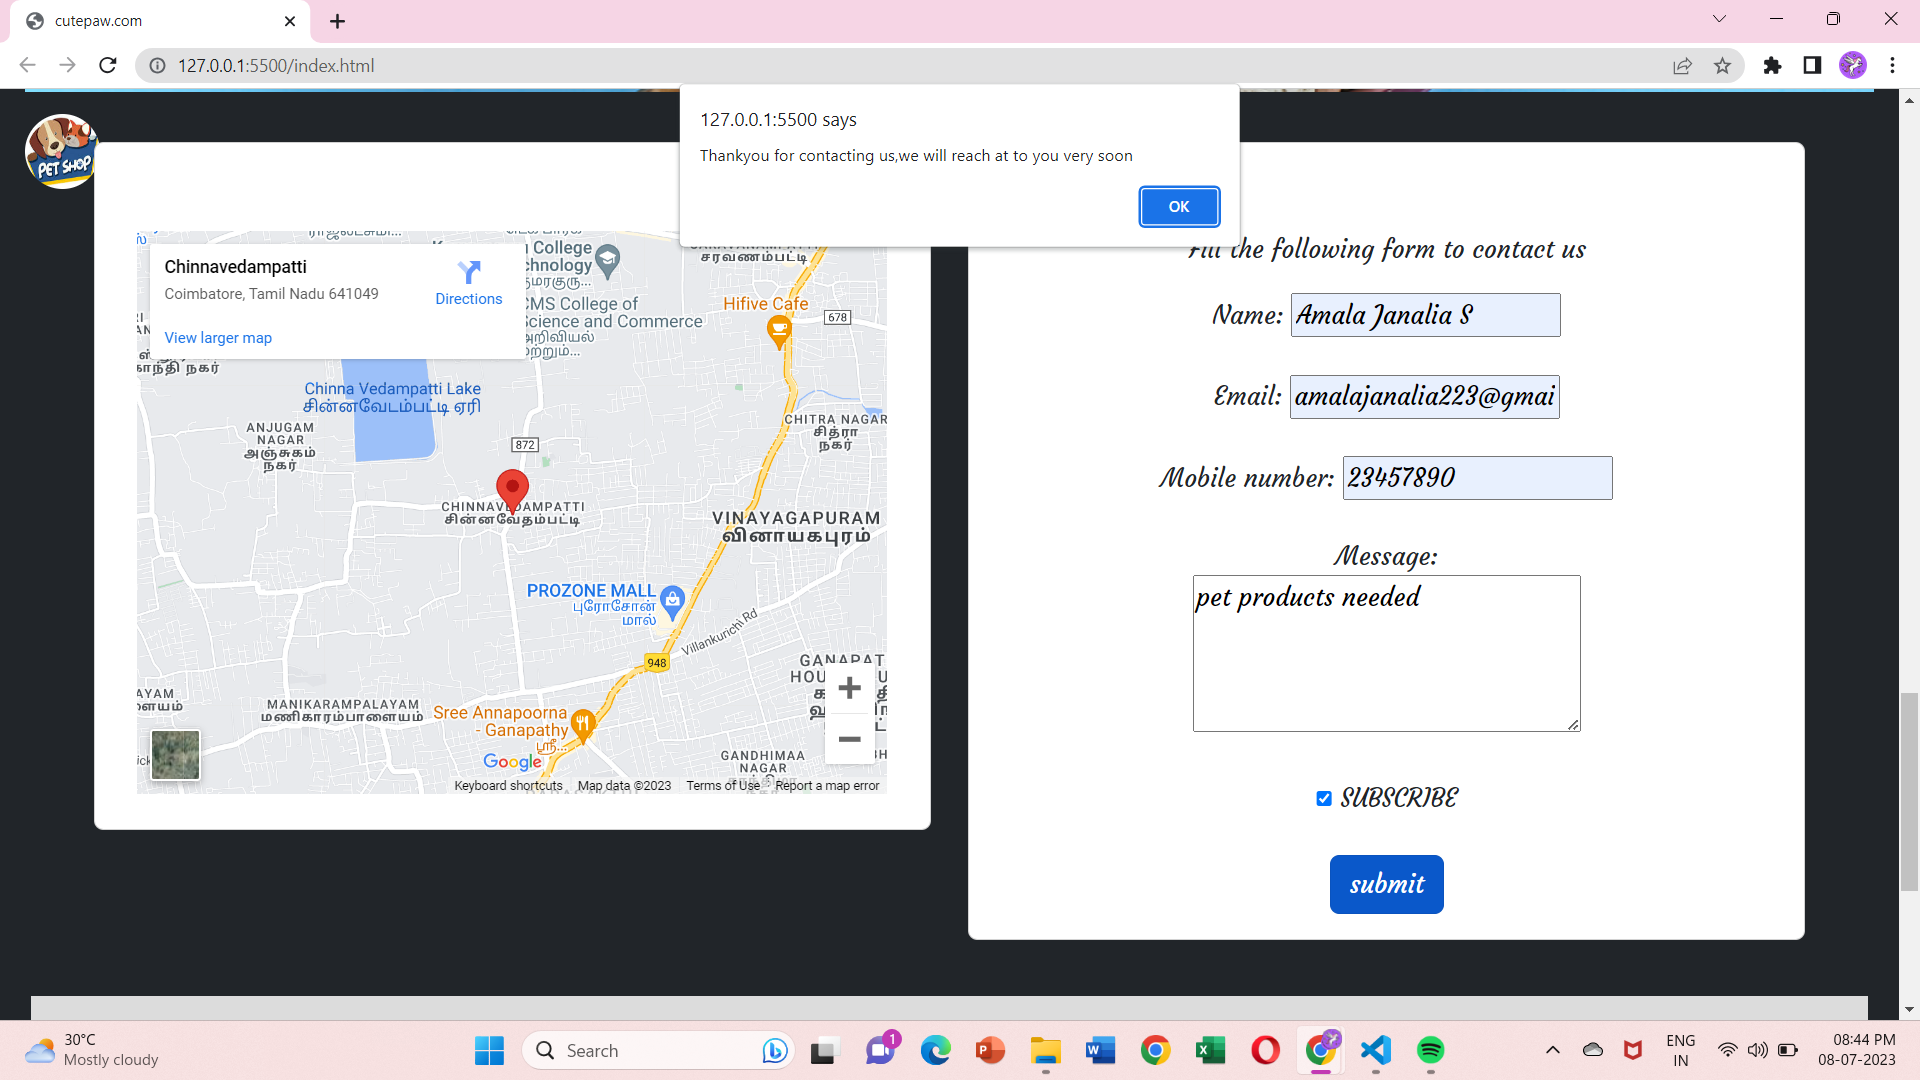 cutepaw.com
127.0.0.1:5500/index.html
127.0.0.1:5500 says
Thankyou for contacting us,we will reach at to you very soon
OK
PET SHOP
Chinnavedampatti
Coimbatore, Tamil Nadu 641049
Directions
View larger map
College
CMS College of
Science and Commerce
அறிவியல்
மற்றும்...
Hifive Cafe
678
சரவணம்பட்டி
Chinna Vedampatti Lake
சின்னவேடம்பட்டி ஏரி
ANJUGAM
NAGAR
அஞ்சுகம்
நகர்
872
CHITRA NAGAR
சித்ரா
நகர்
CHINNAVEDAMPATTI
சின்னவேதம்பட்டி
VINAYAGAPURAM
விநாயகபுரம்
PROZONE MALL
புரோசோன்
மால்
Villankurichi Rd
948
MANIKARAMPALAYAM
மணிகாரம்பாளையம்
Sree Annapoorna
- Ganapathy
ஸ்ரீ...
GANDHIMAA
NAGAR
Google
Keyboard shortcuts
Map data ©2023
Terms of Use
Report a map error
Fill the following form to contact us
Name: Amala Janalia S
Email: amalajanalia223@gmai
Mobile number: 23457890
Message:
pet products needed
SUBSCRIBE
submit
30°C
Mostly cloudy
Search
1
ENG
IN
08:44 PM
08-07-2023